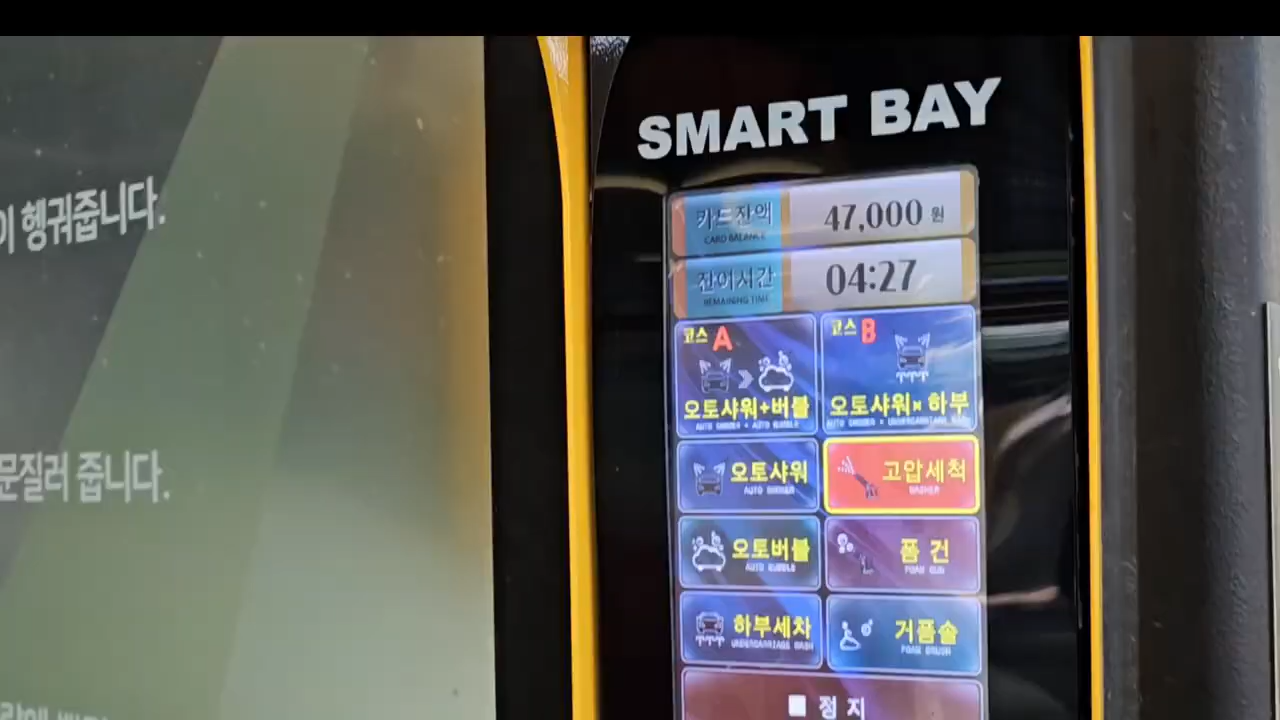 이 헹궈줍니다.
문질러 줍니다.
SMART BAY
카드잔액 47,000 원
CARD BALANCE
잔여시간 04:27
REMAINING TIME
코스 A
오토샤워+버블
AUTO SHOWER + AUTO BUBBLE
코스 B
오토샤워+하부
오토샤워
AUTO SHOWER
고압세척
WASHER
오토버블
AUTO BUBBLE
폼 건
FOAM GUN
하부세차
UNDERCARRIAGE WASH
거품솔
FOAM BRUSH
정 지